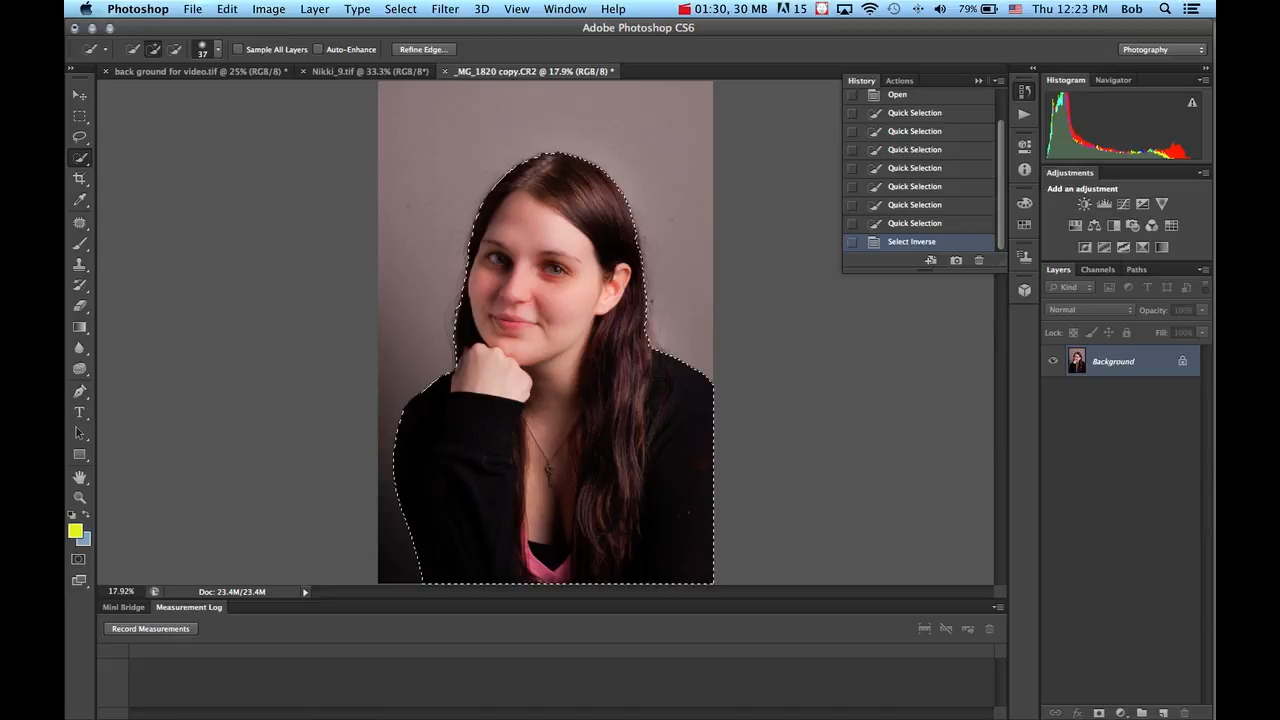 Photoshop File Edit Image Layer Type Select Filter 3D View Window Help 01:30, 30 MB 15 79% Thu 12:23 PM Bob
Adobe Photoshop CS6
37 Sample All Layers Auto-Enhance Refine Edge... Photography
× back ground for video.tif @ 25% (RGB/8) * × Nikki_9.tif @ 33.3% (RGB/8*) × _MG_1820 copy.CR2 @ 17.9% (RGB/8) *
History Actions
Open
Quick Selection
Quick Selection
Quick Selection
Quick Selection
Quick Selection
Quick Selection
Quick Selection
Select Inverse
Histogram Navigator
Adjustments
Add an adjustment
Layers Channels Paths
Kind
Normal Opacity: 100%
Lock: Fill: 100%
Background
T
17.92% Doc: 23.4M/23.4M
Mini Bridge Measurement Log
Record Measurements